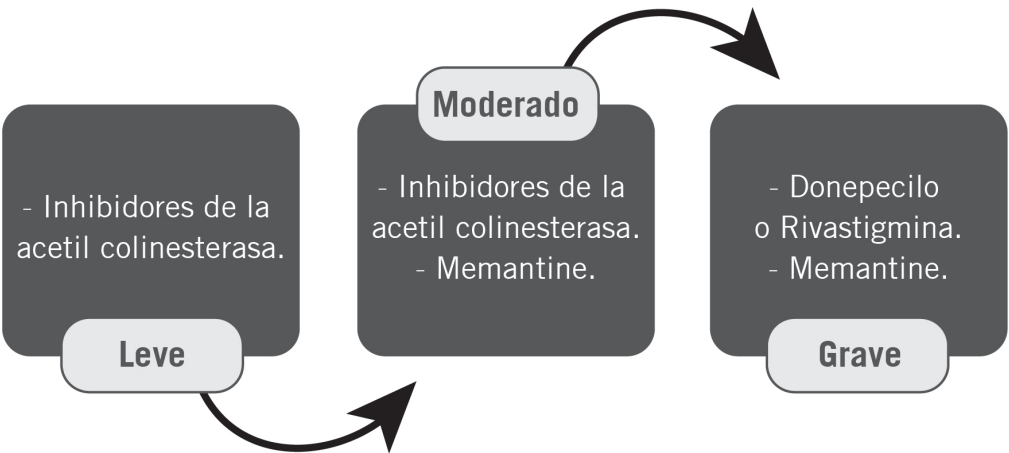 - Inhibidores de la
acetil colinesterasa.
Leve
Moderado
- Inhibidores de la
acetil colinesterasa.
- Memantine.
- Donepecilo
o Rivastigmina.
- Memantine.
Grave